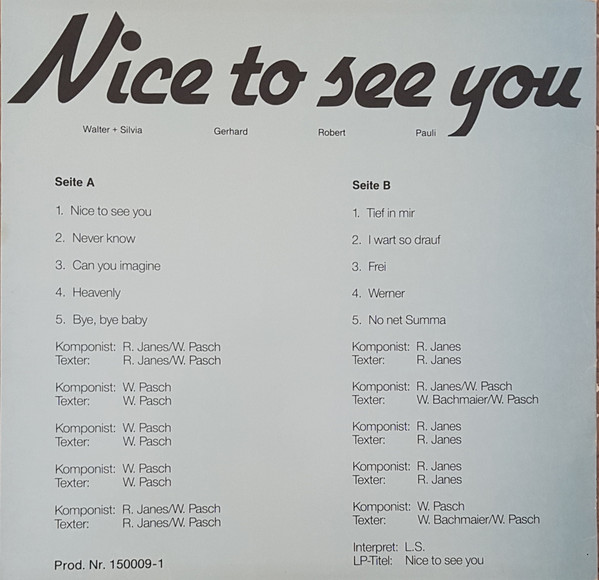 Nice to see you
Walter + Silvia Gerhard Robert Pauli
Seite A
1. Nice to see you
2. Never know
3. Can you imagine
4. Heavenly
5. Bye, bye baby
Komponist: R. Janes/W. Pasch
Texter: R. Janes/W. Pasch
Komponist: W. Pasch
Texter: W. Pasch
Komponist: W. Pasch
Texter: W. Pasch
Komponist: W. Pasch
Texter: W. Pasch
Komponist: R. Janes/W. Pasch
Texter: R. Janes/W. Pasch
Prod. Nr. 150009-1
Seite B
1. Tief in mir
2. I wart so drauf
3. Frei
4. Werner
5. No net Summa
Komponist: R. Janes
Texter: R. Janes
Komponist: R. Janes/W. Pasch
Texter: W. Bachmaier/W. Pasch
Komponist: R. Janes
Texter: R. Janes
Komponist: R. Janes
Texter: R. Janes
Komponist: W. Pasch
Texter: W. Bachmaier/W. Pasch
Interpret: L.S.
LP-Titel: Nice to see you